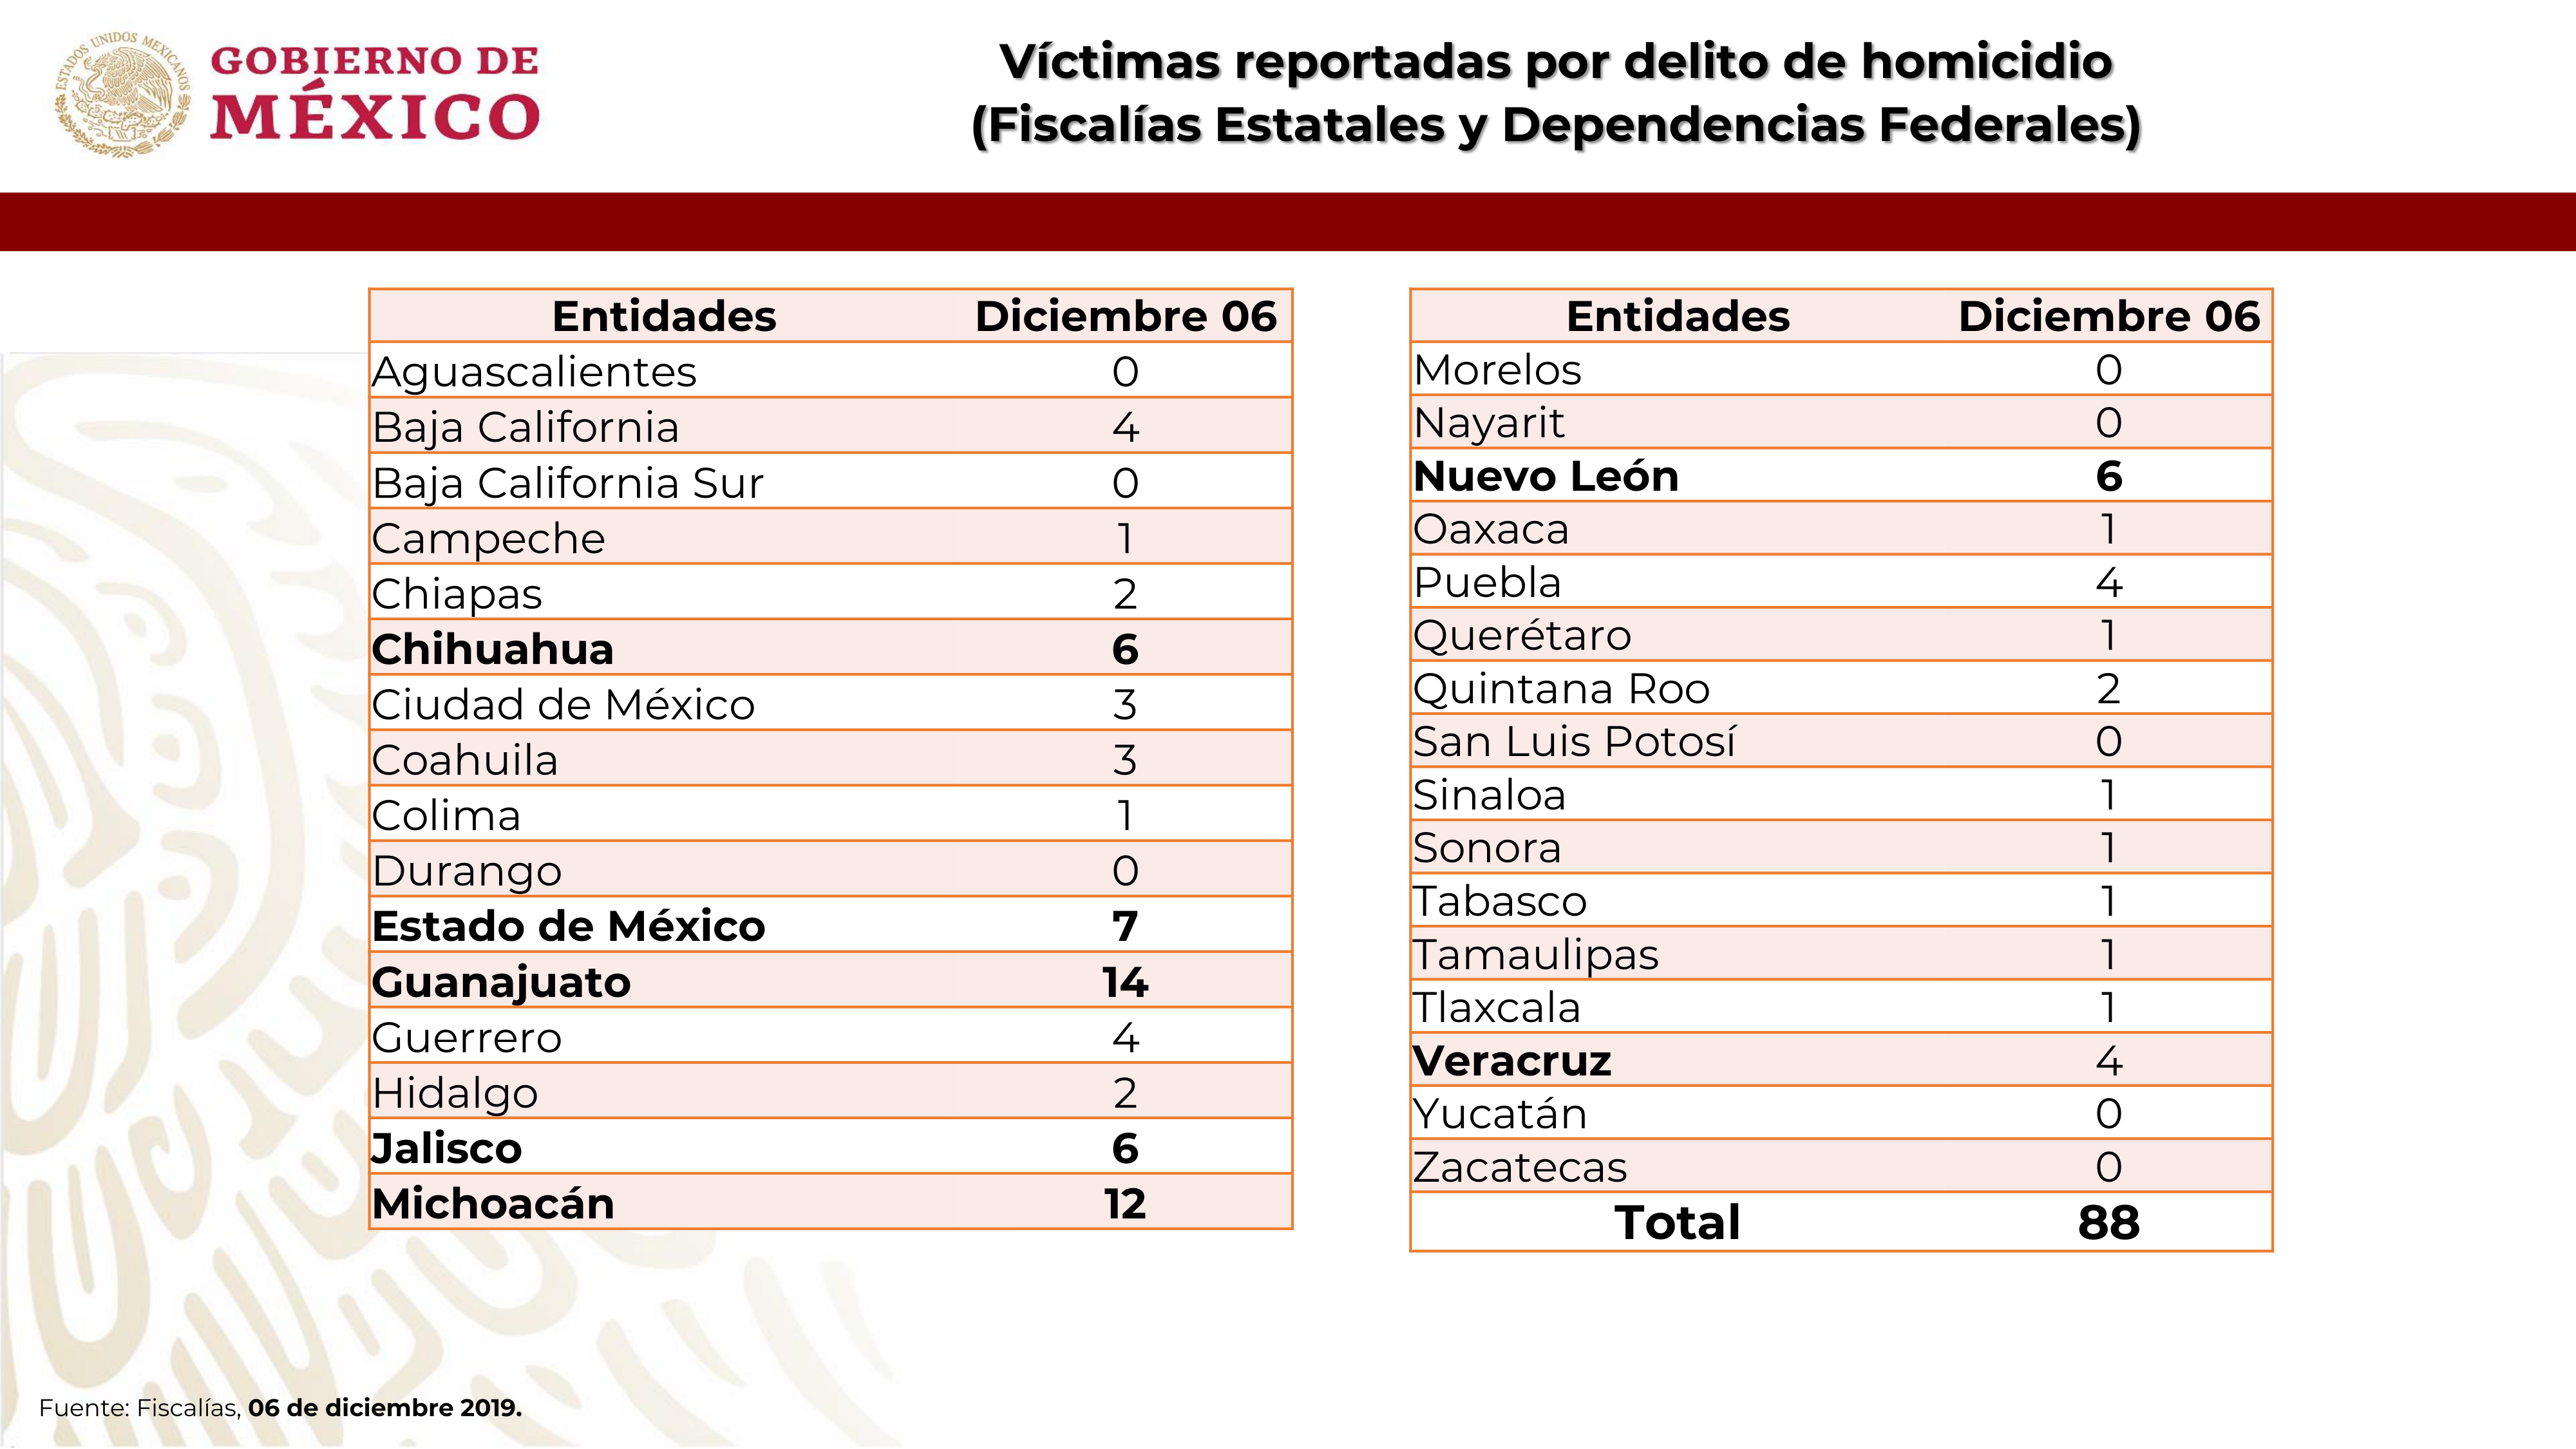 ESTADOS UNIDOS MEXICANOS
GOBIERNO DE
MÉXICO
Víctimas reportadas por delito de homicidio
(Fiscalías Estatales y Dependencias Federales)
Entidades Diciembre 06
Aguascalientes 0
Baja California 4
Baja California Sur 0
Campeche 1
Chiapas 2
Chihuahua 6
Ciudad de México 3
Coahuila 3
Colima 1
Durango 0
Estado de México 7
Guanajuato 14
Guerrero 4
Hidalgo 2
Jalisco 6
Michoacán 12
Entidades Diciembre 06
Morelos 0
Nayarit 0
Nuevo León 6
Oaxaca 1
Puebla 4
Querétaro 1
Quintana Roo 2
San Luis Potosí 0
Sinaloa 1
Sonora 1
Tabasco 1
Tamaulipas 1
Tlaxcala 1
Veracruz 4
Yucatán 0
Zacatecas 0
Total 88
Fuente: Fiscalías, 06 de diciembre 2019.